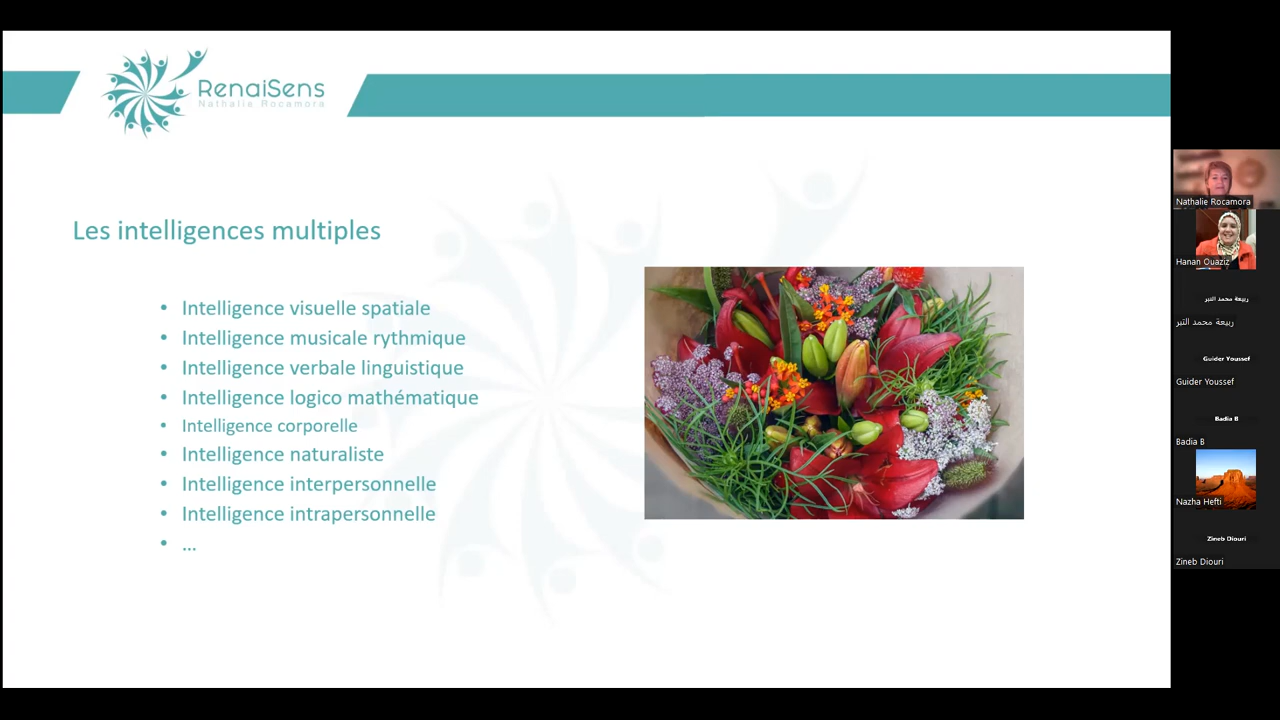 RenaiSens
Nathalie Rocamora
Les intelligences multiples
• Intelligence visuelle spatiale
• Intelligence musicale rythmique
• Intelligence verbale linguistique
• Intelligence logico mathématique
• Intelligence corporelle
• Intelligence naturaliste
• Intelligence interpersonnelle
• Intelligence intrapersonnelle
• ...
Nathalie Rocamora
Hanan Ouaziz
ربيعة محمد التير
ربيعة محمد التير
Guider Youssef
Guider Youssef
Badia B
Badia B
Nazha Hefti
Zineb Diouri
Zineb Diouri